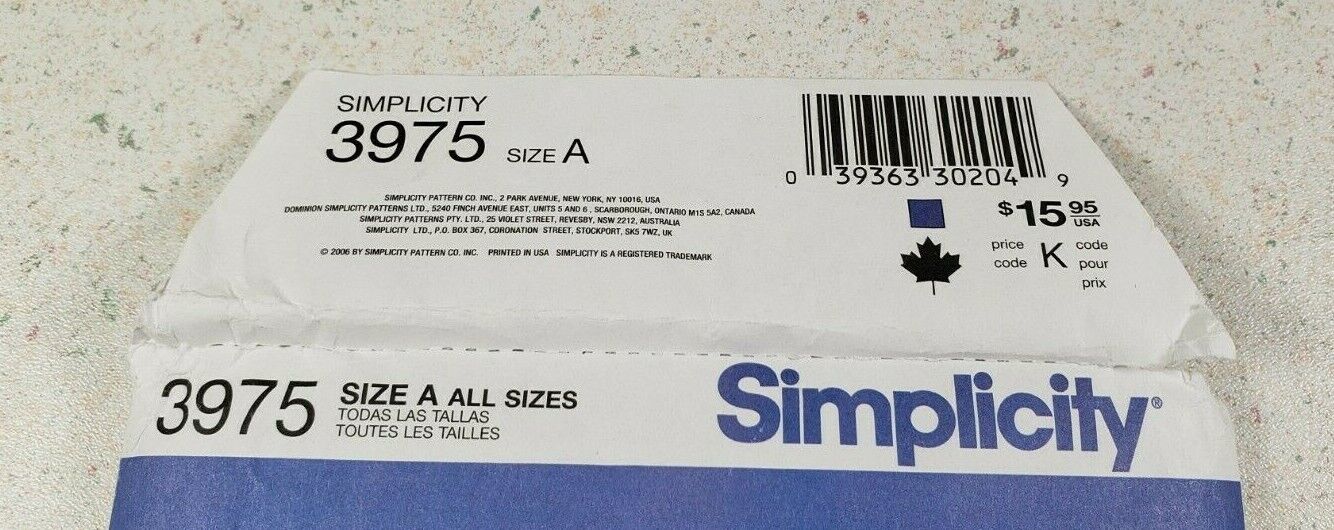 SIMPLICITY
3975 SIZE A
SIMPLICITY PATTERN CO. INC., 2 PARK AVENUE, NEW YORK, NY 10016, USA
DOMINION SIMPLICITY PATTERNS LTD., 5240 FINCH AVENUE EAST, UNITS 5 AND 6, SCARBOROUGH, ONTARIO M1S 5A2, CANADA
SIMPLICITY PATTERNS PTY. LTD., 25 VIOLET STREET, REVESBY, NSW 2212, AUSTRALIA
SIMPLICITY LTD., P.O. BOX 367, CORONATION STREET, STOCKPORT, SK5 7WZ, UK
© 2006 BY SIMPLICITY PATTERN CO. INC. PRINTED IN USA SIMPLICITY IS A REGISTERED TRADEMARK
0 39363 30204 9
$15.95 USA
price code K code pour prix
3975 SIZE A ALL SIZES
TODAS LAS TALLAS
TOUTES LES TAILLES
Simplicity®